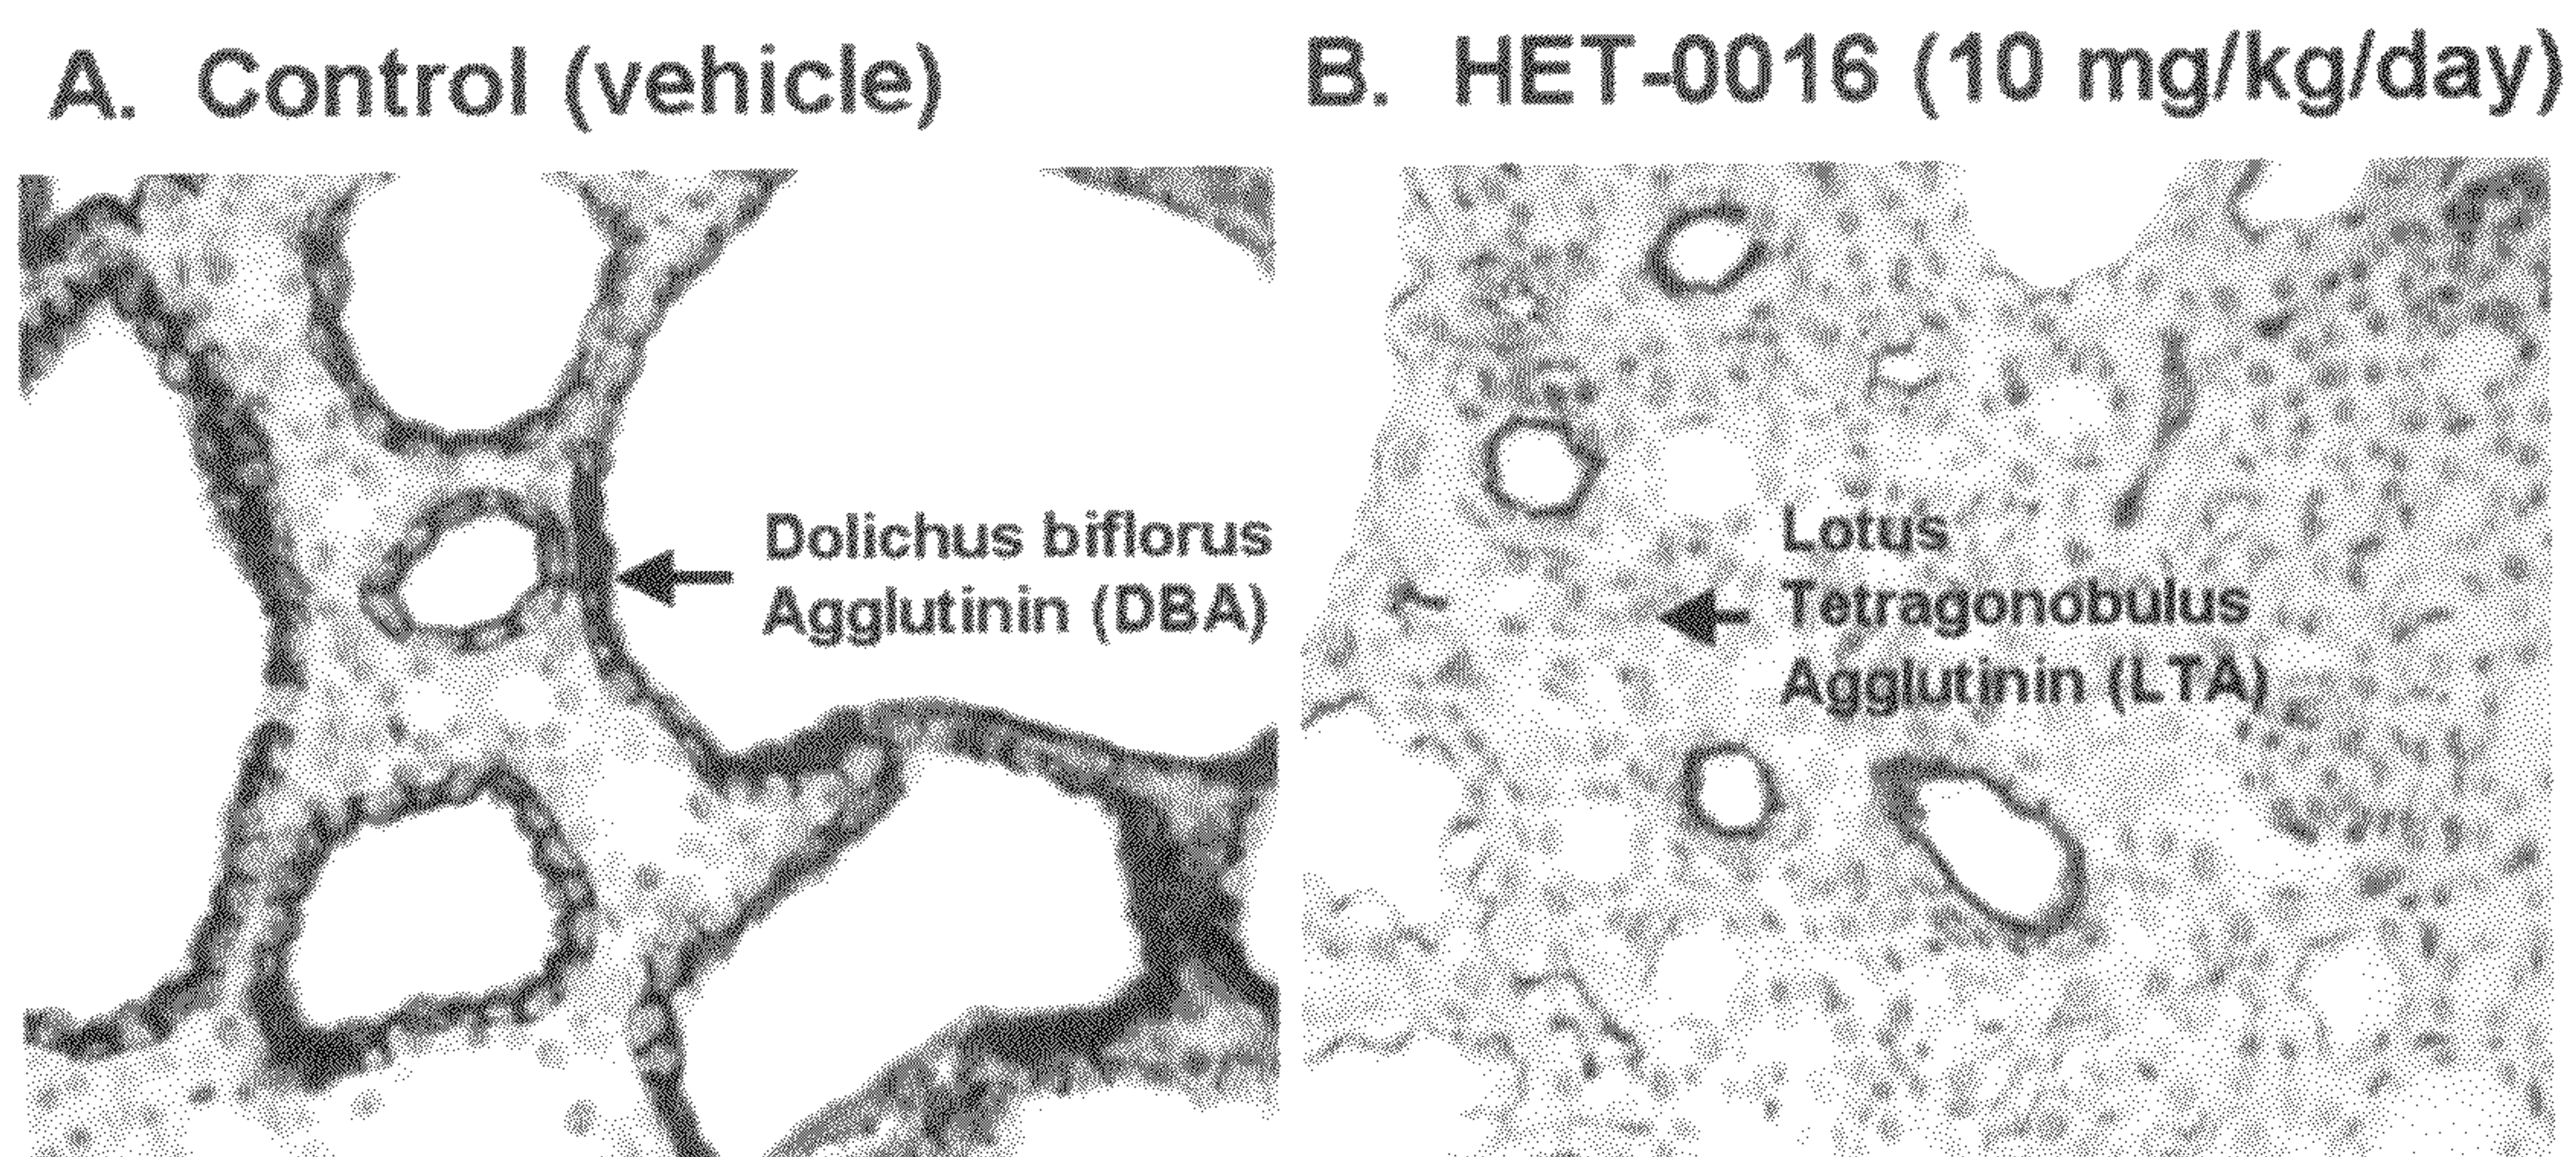 A. Control (vehicle)
B. HET-0016 (10 mg/kg/day)
Dolichus biflorus
Agglutinin (DBA)
Lotus
Tetragonobulus
Agglutinin (LTA)